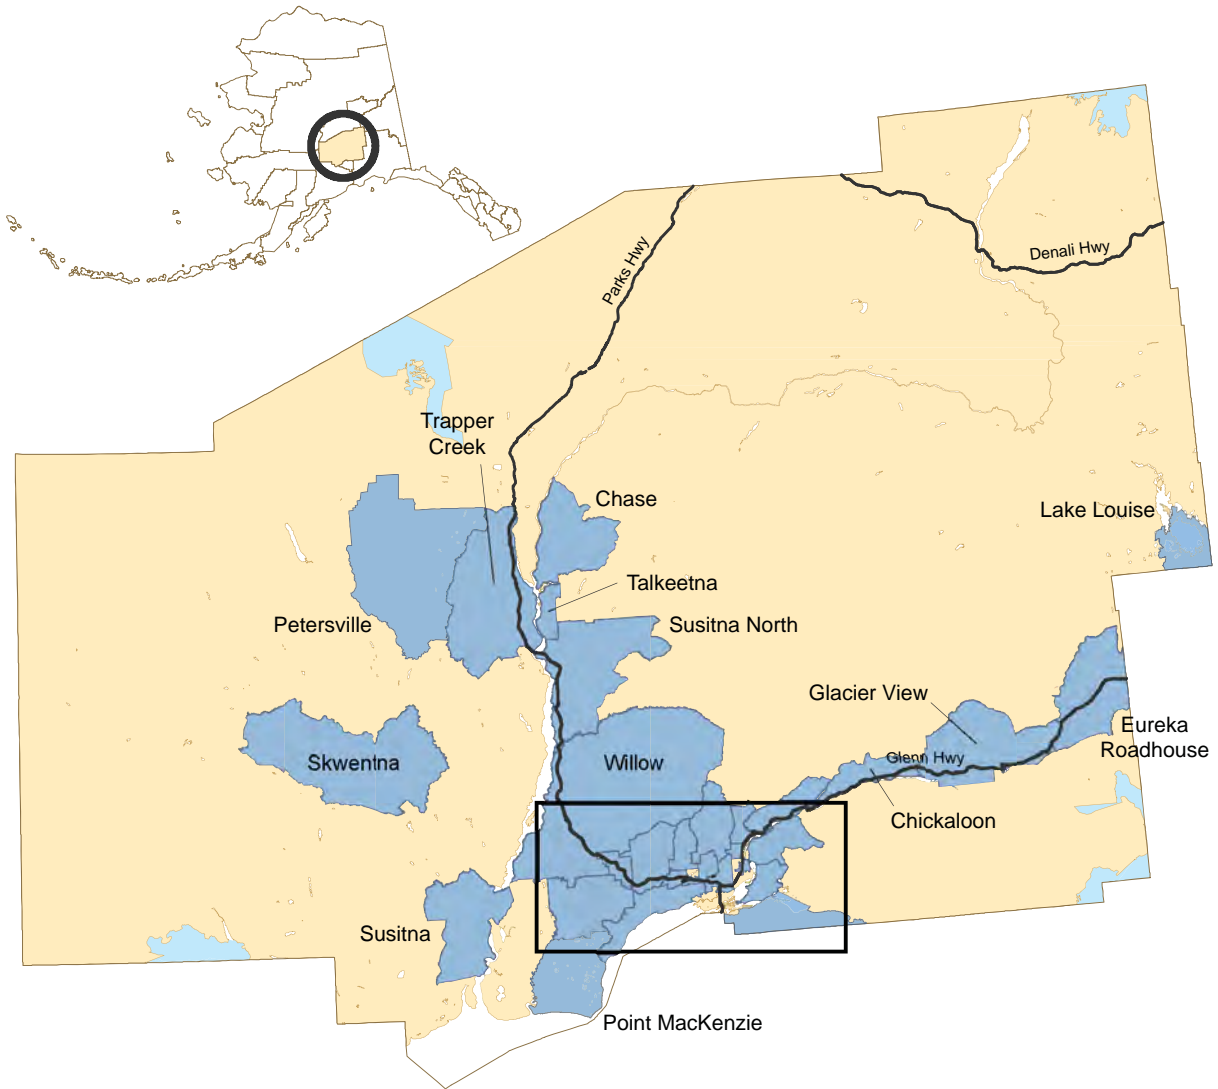 Denali Hwy
Parks Hwy
Trapper
Creek
Chase
Lake Louise
Talkeetna
Petersville
Susitna North
Glacier View
Eureka
Roadhouse
Skwentna
Willow
Glenn Hwy
Chickaloon
Susitna
Point MacKenzie